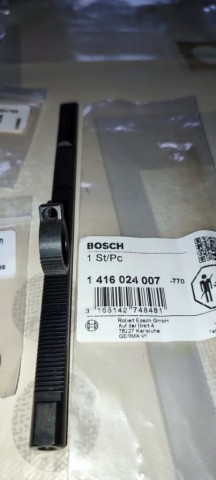 BOSCH
1 St/Pc
1 416 024 007 -770
3 165142 748481
Robert Bosch GmbH
Auf der Breit 4
76227 Karlsruhe
GERMANY